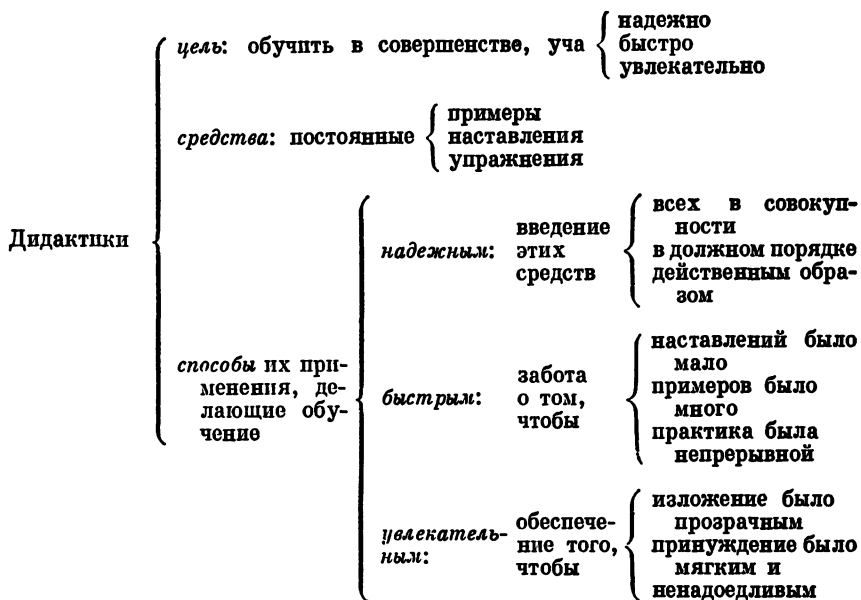 Дидактики
цель: обучить в совершенстве, уча
надежно
быстро
увлекательно
средства: постоянные
примеры
наставления
упражнения
способы их при-
менения, де-
лающие обу-
чение
надежным:
введение
этих
средств
всех в совокуп-
ности
в должном порядке
действенным обра-
зом
быстрым:
забота
о том,
чтобы
наставлений было
мало
примеров было
много
практика была
непрерывной
увлекатель-
ным:
обеспече-
ние того,
чтобы
изложение было
прозрачным
принуждение было
мягким и
ненадоедливым